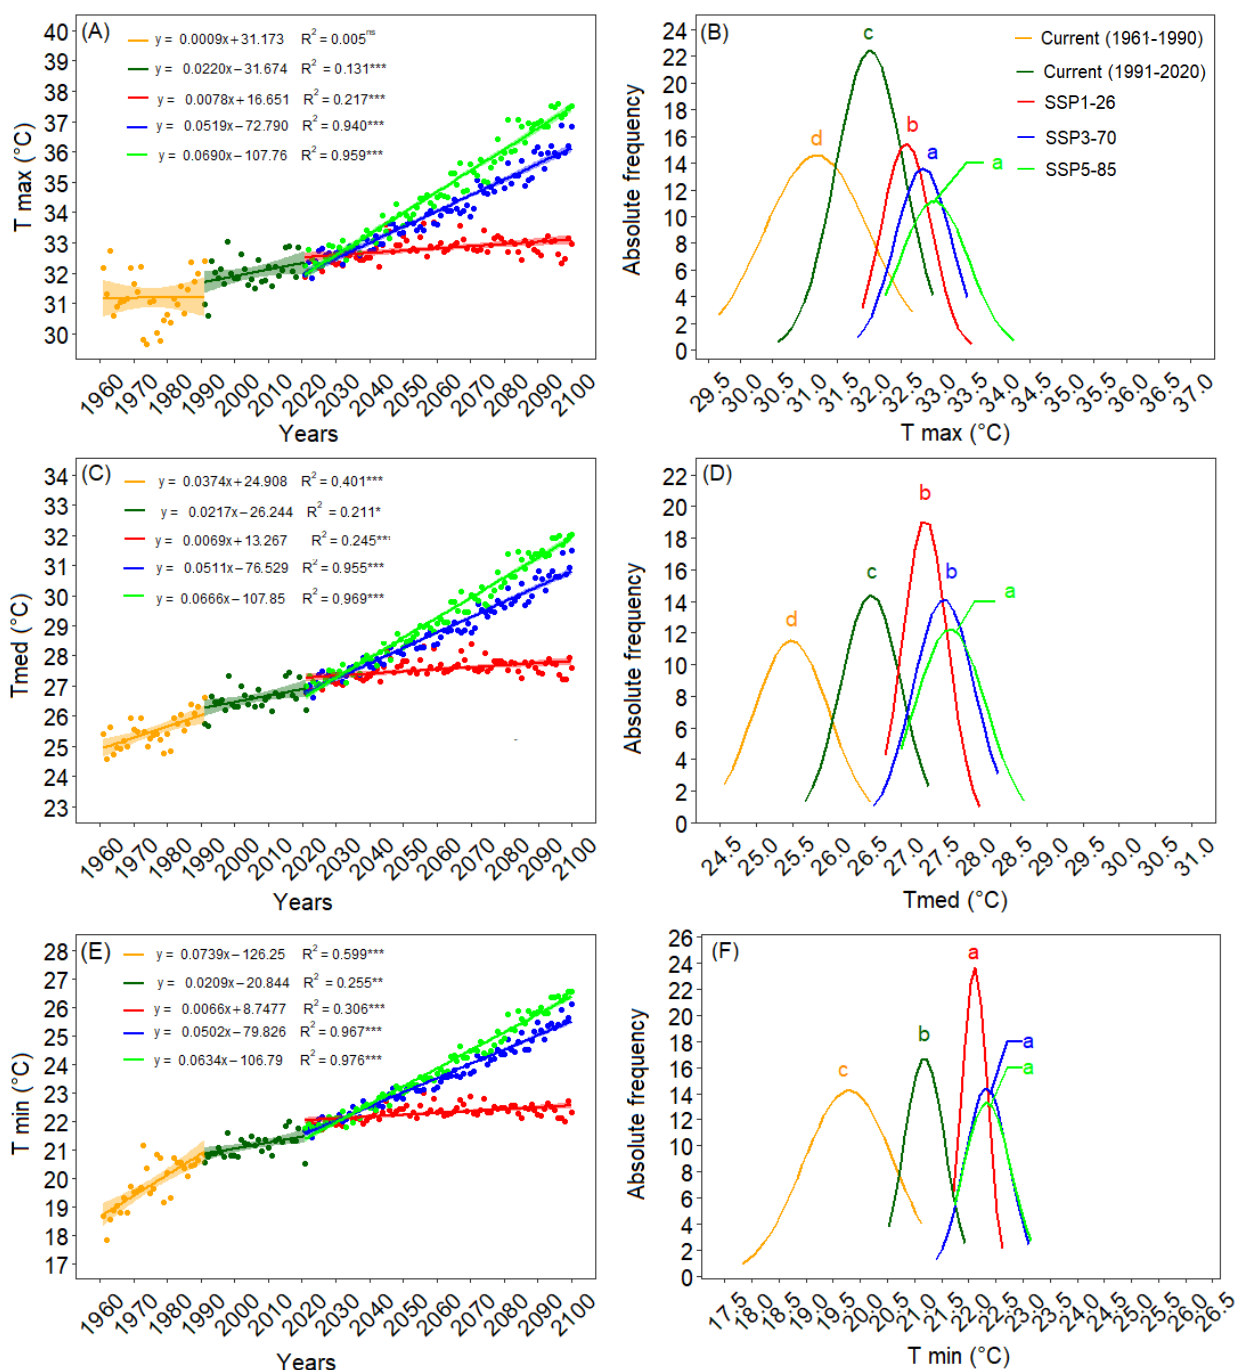 (A)
y = 0.0009x+31.173 R² = 0.005ns
y = 0.0220x−31.674 R² = 0.131***
y = 0.0078x+16.651 R² = 0.217***
y = 0.0519x−72.790 R² = 0.940***
y = 0.0690x−107.76 R² = 0.959***
T max (°C)
40
39
38
37
36
35
34
33
32
31
30
1960 1970 1980 1990 2000 2010 2020 2030 2040 2050 2060 2070 2080 2090 2100
Years
(B)
Current (1961-1990)
Current (1991-2020)
SSP1-26
SSP3-70
SSP5-85
d
c
b
a
a
Absolute frequency
24
22
20
18
16
14
12
10
8
6
4
2
0
29.5 30.0 30.5 31.0 31.5 32.0 32.5 33.0 33.5 34.0 34.5 35.0 35.5 36.0 36.5 37.0
T max (°C)
(C)
y = 0.0374x+24.908 R² = 0.401***
y = 0.0217x−26.244 R² = 0.211*
y = 0.0069x+13.267 R² = 0.245***
y = 0.0511x−76.529 R² = 0.955***
y = 0.0666x−107.85 R² = 0.969***
Tmed (°C)
34
33
32
31
30
29
28
27
26
25
24
23
1960 1970 1980 1990 2000 2010 2020 2030 2040 2050 2060 2070 2080 2090 2100
Years
(D)
d
c
b
b
a
Absolute frequency
22
20
18
16
14
12
10
8
6
4
2
0
24.5 25.0 25.5 26.0 26.5 27.0 27.5 28.0 28.5 29.0 29.5 30.0 30.5 31.0
Tmed (°C)
(E)
y = 0.0739x−126.25 R² = 0.599***
y = 0.0209x−20.844 R² = 0.255**
y = 0.0066x+8.7477 R² = 0.306***
y = 0.0502x−79.826 R² = 0.967***
y = 0.0634x−106.79 R² = 0.976***
T min (°C)
28
27
26
25
24
23
22
21
20
19
18
17
1960 1970 1980 1990 2000 2010 2020 2030 2040 2050 2060 2070 2080 2090 2100
Years
(F)
c
b
a
a
a
Absolute frequency
26
24
22
20
18
16
14
12
10
8
6
4
2
0
17.5 18.0 18.5 19.0 19.5 20.0 20.5 21.0 21.5 22.0 22.5 23.0 23.5 24.0 24.5 25.0 25.5 26.0 26.5
T min (°C)